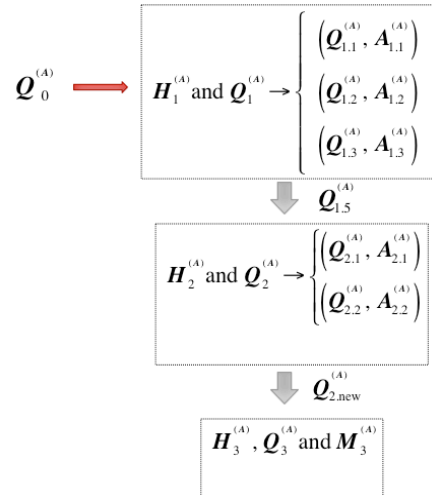 Q_0^(A)
H_1^(A) and Q_1^(A) → { (Q_1.1^(A), A_1.1^(A))
(Q_1.2^(A), A_1.2^(A))
(Q_1.3^(A), A_1.3^(A))
Q_1.5^(A)
H_2^(A) and Q_2^(A) → { (Q_2.1^(A), A_2.1^(A))
(Q_2.2^(A), A_2.2^(A))
Q_2.new^(A)
H_3^(A), Q_3^(A) and M_3^(A)